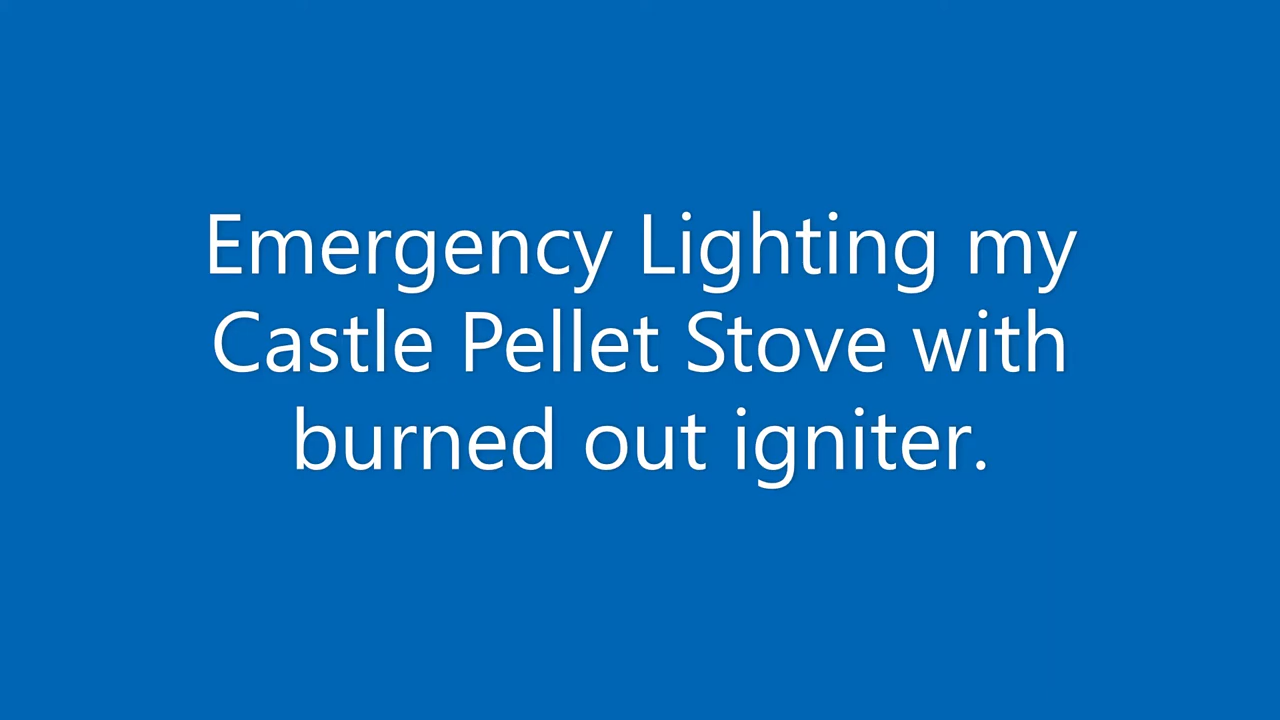 Emergency Lighting my
Castle Pellet Stove with
burned out igniter.